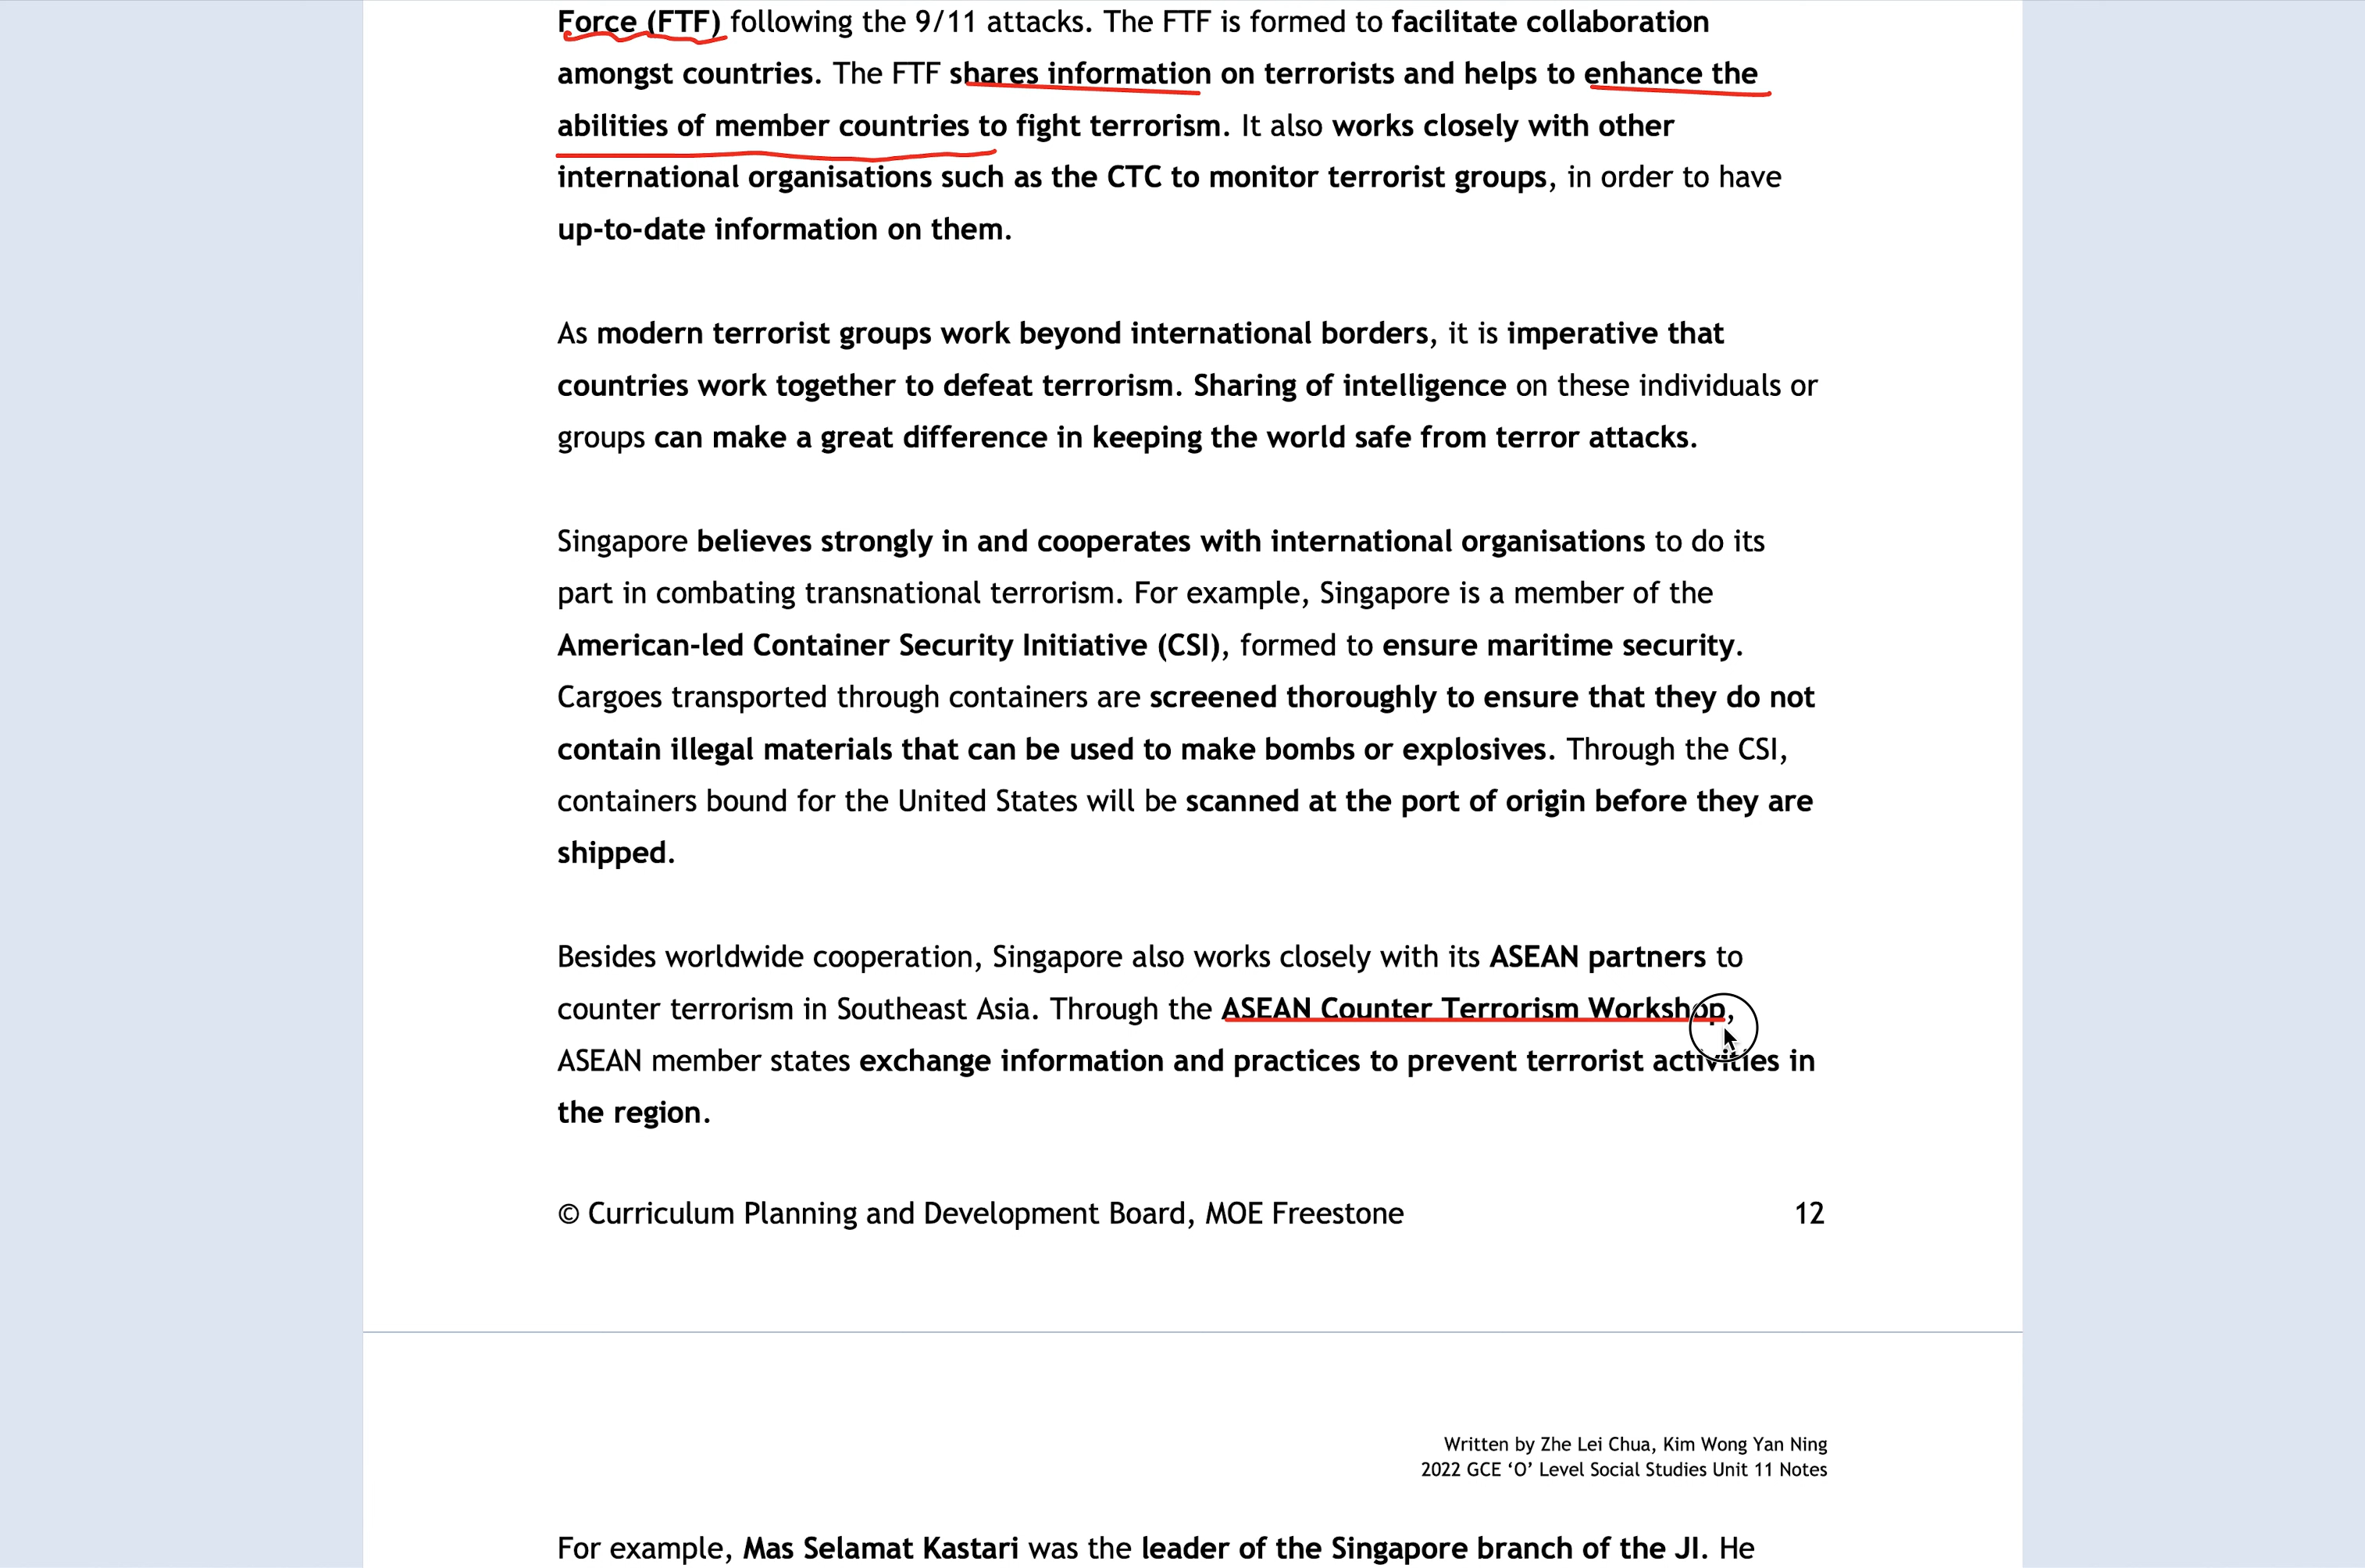 Force (FTF) following the 9/11 attacks. The FTF is formed to facilitate collaboration
amongst countries. The FTF shares information on terrorists and helps to enhance the
abilities of member countries to fight terrorism. It also works closely with other
international organisations such as the CTC to monitor terrorist groups, in order to have
up-to-date information on them.
As modern terrorist groups work beyond international borders, it is imperative that
countries work together to defeat terrorism. Sharing of intelligence on these individuals or
groups can make a great difference in keeping the world safe from terror attacks.
Singapore believes strongly in and cooperates with international organisations to do its
part in combating transnational terrorism. For example, Singapore is a member of the
American-led Container Security Initiative (CSI), formed to ensure maritime security.
Cargoes transported through containers are screened thoroughly to ensure that they do not
contain illegal materials that can be used to make bombs or explosives. Through the CSI,
containers bound for the United States will be scanned at the port of origin before they are
shipped.
Besides worldwide cooperation, Singapore also works closely with its ASEAN partners to
counter terrorism in Southeast Asia. Through the ASEAN Counter Terrorism Workshop,
ASEAN member states exchange information and practices to prevent terrorist activities in
the region.
© Curriculum Planning and Development Board, MOE Freestone 12
Written by Zhe Lei Chua, Kim Wong Yan Ning
2022 GCE ‘O’ Level Social Studies Unit 11 Notes
For example, Mas Selamat Kastari was the leader of the Singapore branch of the JI. He